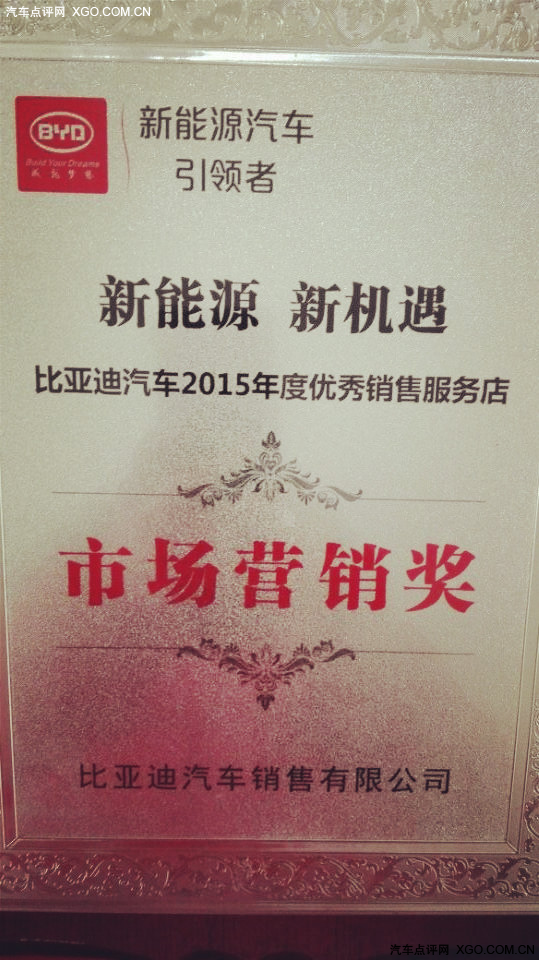 汽车点评网 XGO.COM.CN
BYD
Build Your Dreams
成就梦想
新能源汽车
引领者
新能源 新机遇
比亚迪汽车2015年度优秀销售服务店
市场营销奖
比亚迪汽车销售有限公司
汽车点评网 XGO.COM.CN